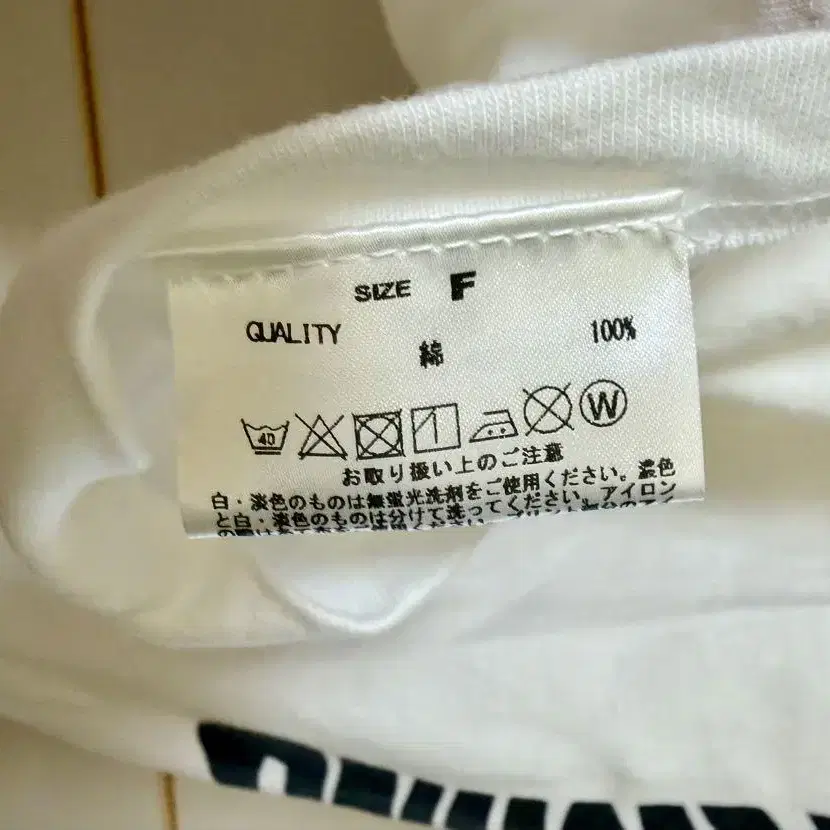 SIZE F
QUALITY
綿 100%
40 W
お取り扱い上のご注意
白・淡色のものは無蛍光洗剤をご使用ください。濃色
と白・淡色のものは分けて洗ってください。アイロン